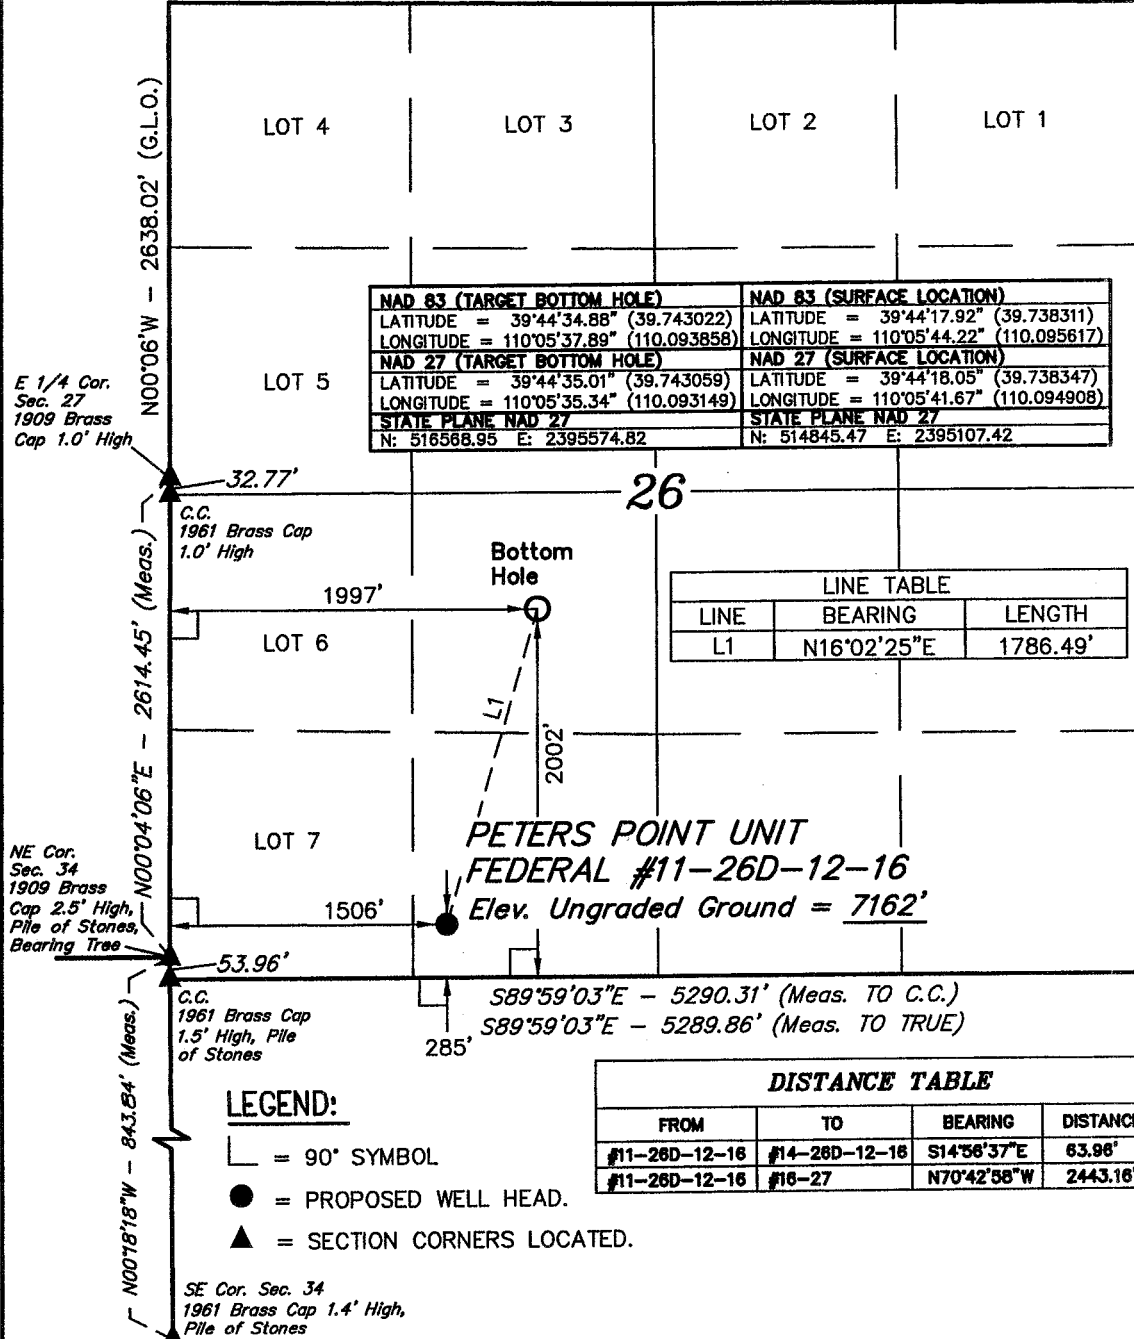 LOT 4
LOT 3
LOT 2
LOT 1
N00°06'W - 2638.02' (G.L.O.)
NAD 83 (TARGET BOTTOM HOLE)
LATITUDE = 39°44'34.88" (39.743022)
LONGITUDE = 110°05'37.89" (110.093858)
NAD 27 (TARGET BOTTOM HOLE)
LATITUDE = 39°44'35.01" (39.743059)
LONGITUDE = 110°05'35.34" (110.093149)
STATE PLANE NAD 27
N: 516568.95 E: 2395574.82
NAD 83 (SURFACE LOCATION)
LATITUDE = 39°44'17.92" (39.738311)
LONGITUDE = 110°05'44.22" (110.095617)
NAD 27 (SURFACE LOCATION)
LATITUDE = 39°44'18.05" (39.738347)
LONGITUDE = 110°05'41.67" (110.094908)
STATE PLANE NAD 27
N: 514845.47 E: 2395107.42
LOT 5
E 1/4 Cor.
Sec. 27
1909 Brass
Cap 1.0' High
32.77'
26
C.C.
1961 Brass Cap
1.0' High
Bottom
Hole
1997'
LINE TABLE
LINE BEARING LENGTH
L1 N16°02'25"E 1786.49'
LOT 6
N00°04'06"E - 2614.45' (Meas.)
L1
2002'
LOT 7
PETERS POINT UNIT
FEDERAL #11-26D-12-16
Elev. Ungraded Ground = 7162'
NE Cor.
Sec. 34
1909 Brass
Cap 2.5' High,
Pile of Stones,
Bearing Tree
1506'
53.96'
C.C.
1961 Brass Cap
1.5' High, Pile
of Stones
S89°59'03"E - 5290.31' (Meas. TO C.C.)
S89°59'03"E - 5289.86' (Meas. TO TRUE)
285'
N00°18'18"W - 843.84' (Meas.)
DISTANCE TABLE
FROM TO BEARING DISTANCE
#11-26D-12-16 #14-26D-12-16 S14°56'37"E 63.96'
#11-26D-12-16 #16-27 N70°42'58"W 2443.16'
LEGEND:
= 90° SYMBOL
= PROPOSED WELL HEAD.
= SECTION CORNERS LOCATED.
SE Cor. Sec. 34
1961 Brass Cap 1.4' High,
Pile of Stones